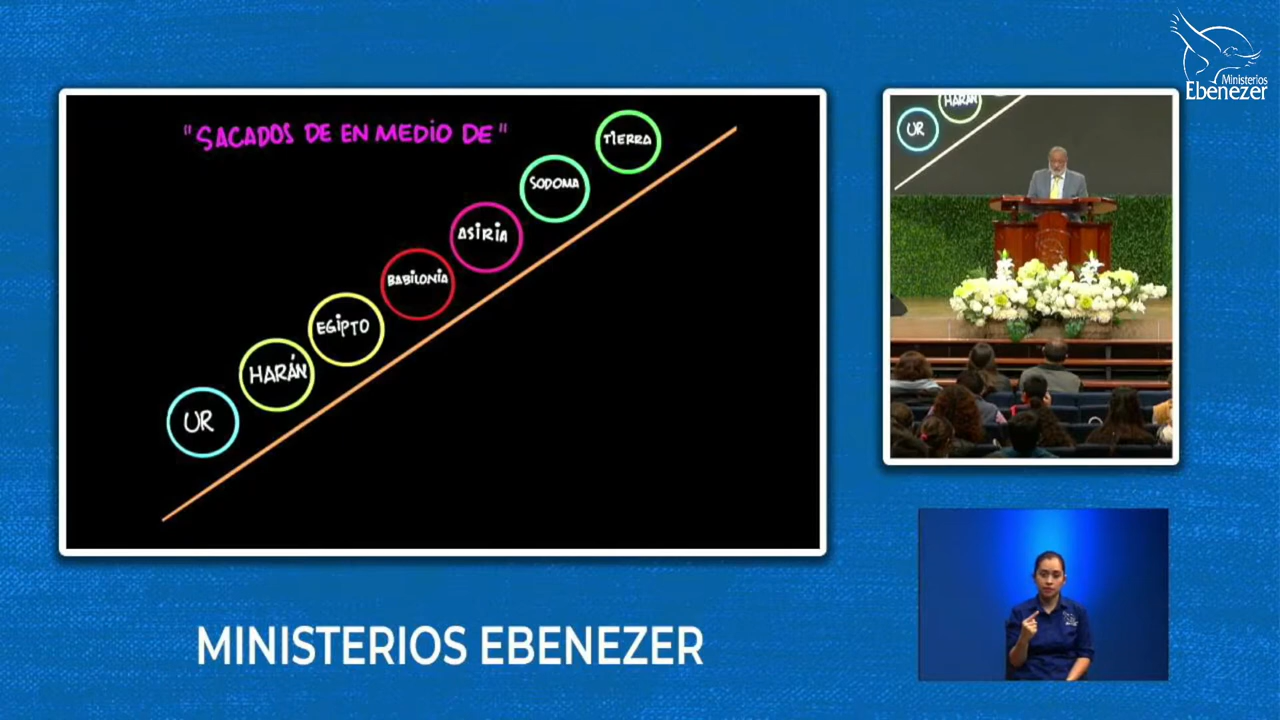 "SACADOS DE EN MEDIO DE"
TIERRA
SODOMA
ASIRIA
BABILONIA
EGIPTO
HARÁN
UR
Ministerios
Ebenezer
HARÁN
UR
MINISTERIOS EBENEZER